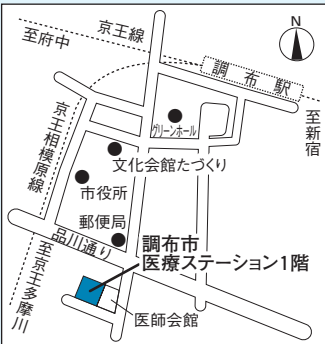 N
京王線
至府中
調布駅
至新宿
グリーンホール
京王相模原線
文化会館たづくり
市役所
郵便局
品川通り
調布市
医療ステーション1階
至京王多摩川
医師会館